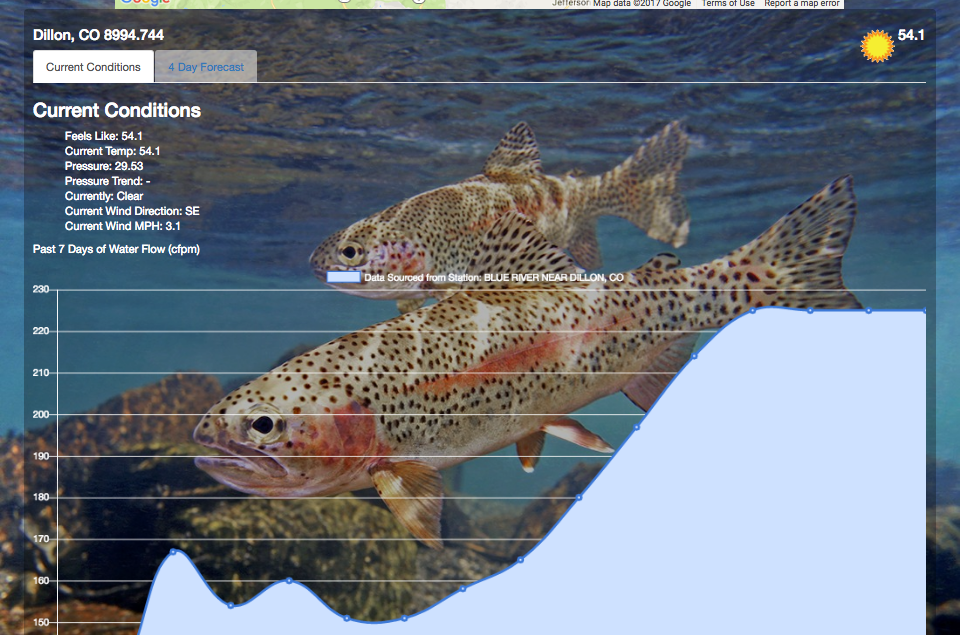 Google
Jefferson Map data ©2017 Google Terms of Use Report a map error
Dillon, CO 8994.744
54.1
Current Conditions
4 Day Forecast
Current Conditions
Feels Like: 54.1
Current Temp: 54.1
Pressure: 29.53
Pressure Trend: -
Currently: Clear
Current Wind Direction: SE
Current Wind MPH: 3.1
Past 7 Days of Water Flow (cfpm)
Data Sourced from Station: BLUE RIVER NEAR DILLON, CO
230
220
210
200
190
180
170
160
150